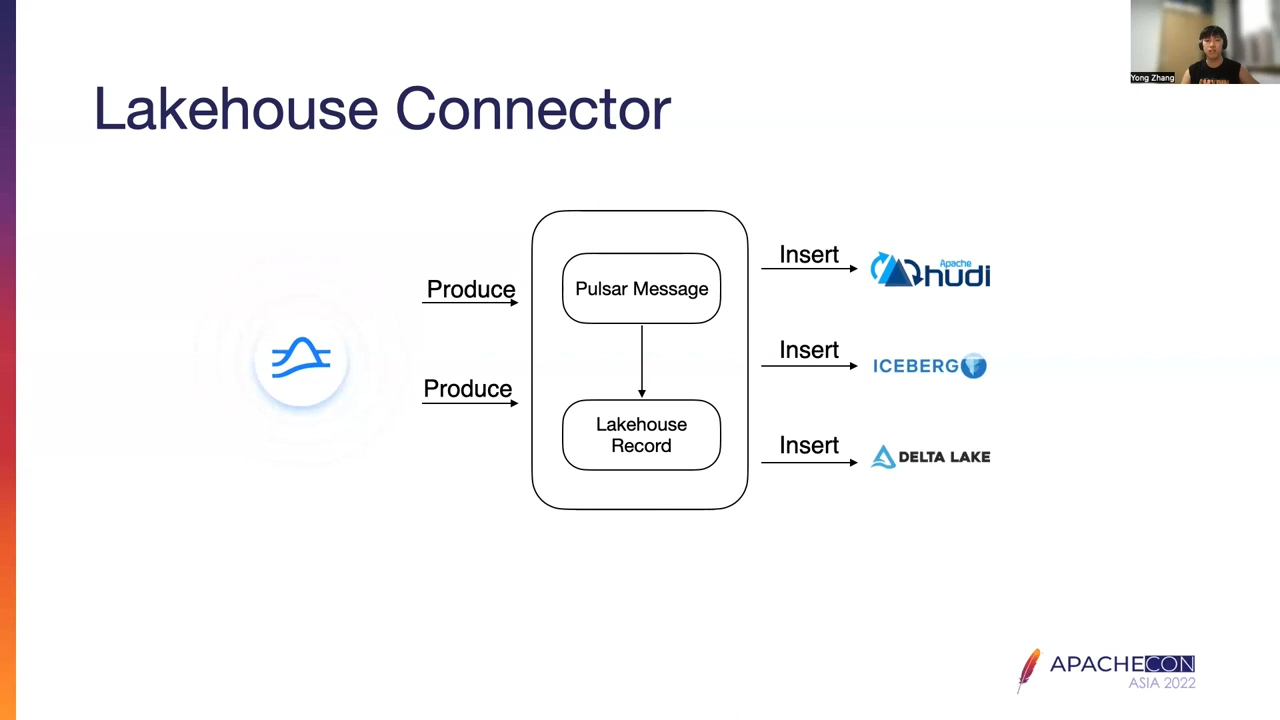 Yong Zhang
Lakehouse Connector
Produce
Produce
Pulsar Message
Lakehouse
Record
Insert
Apache
hudi
Insert
ICEBERG
Insert
DELTA LAKE
APACHECON
ASIA 2022